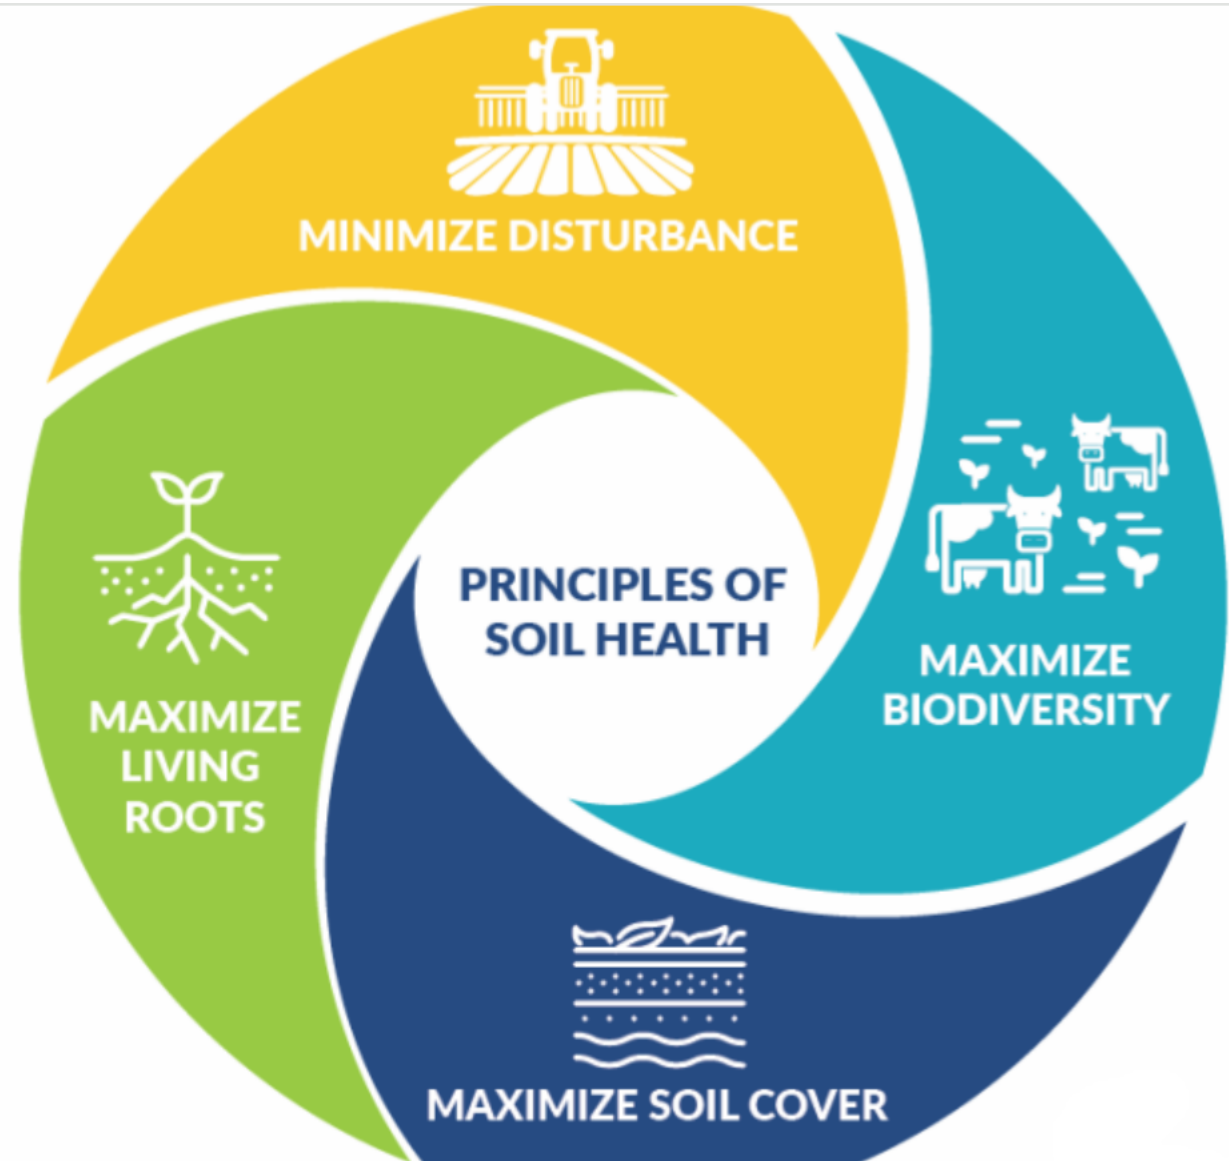 MINIMIZE DISTURBANCE
MAXIMIZE
BIODIVERSITY
MAXIMIZE SOIL COVER
MAXIMIZE
LIVING
ROOTS
PRINCIPLES OF
SOIL HEALTH